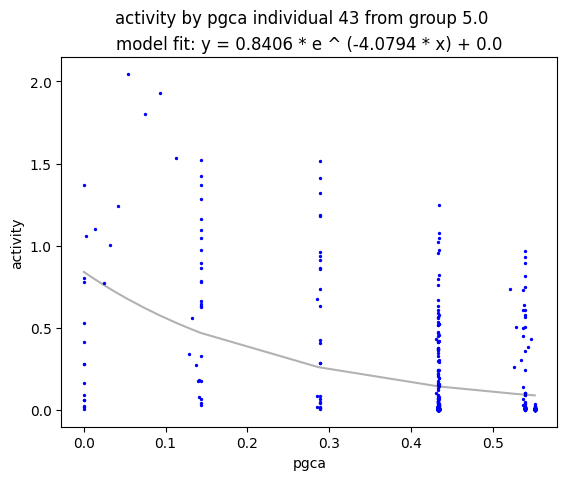 activity by pgca individual 43 from group 5.0
model fit: y = 0.8406 * e ^ (-4.0794 * x) + 0.0
2.0
1.5
1.0
0.5
0.0
activity
0.0 0.1 0.2 0.3 0.4 0.5
pgca